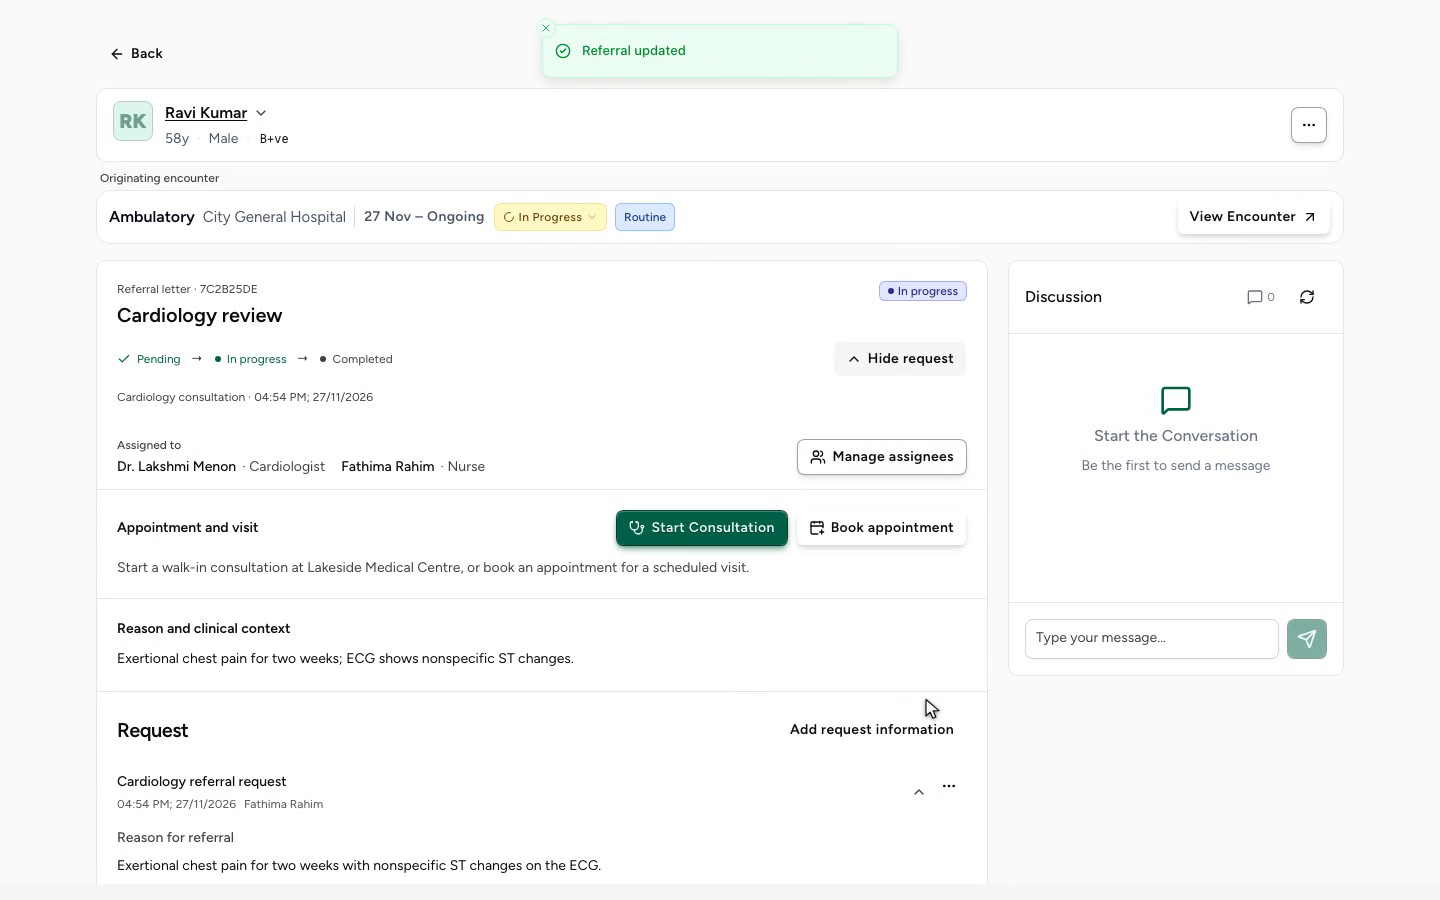 Back
Referral updated
RK
Ravi Kumar
58y · Male · B+ve
Originating encounter
Ambulatory City General Hospital 27 Nov – Ongoing In Progress Routine View Encounter
Referral letter · 7C2B25DE
In progress
Cardiology review
Pending → In progress → Completed
Hide request
Cardiology consultation · 04:54 PM; 27/11/2026
Assigned to
Dr. Lakshmi Menon · Cardiologist Fathima Rahim · Nurse
Manage assignees
Appointment and visit
Start Consultation
Book appointment
Start a walk-in consultation at Lakeside Medical Centre, or book an appointment for a scheduled visit.
Reason and clinical context
Exertional chest pain for two weeks; ECG shows nonspecific ST changes.
Request
Add request information
Cardiology referral request
04:54 PM; 27/11/2026 Fathima Rahim
Reason for referral
Exertional chest pain for two weeks with nonspecific ST changes on the ECG.
Discussion
0
Start the Conversation
Be the first to send a message
Type your message...